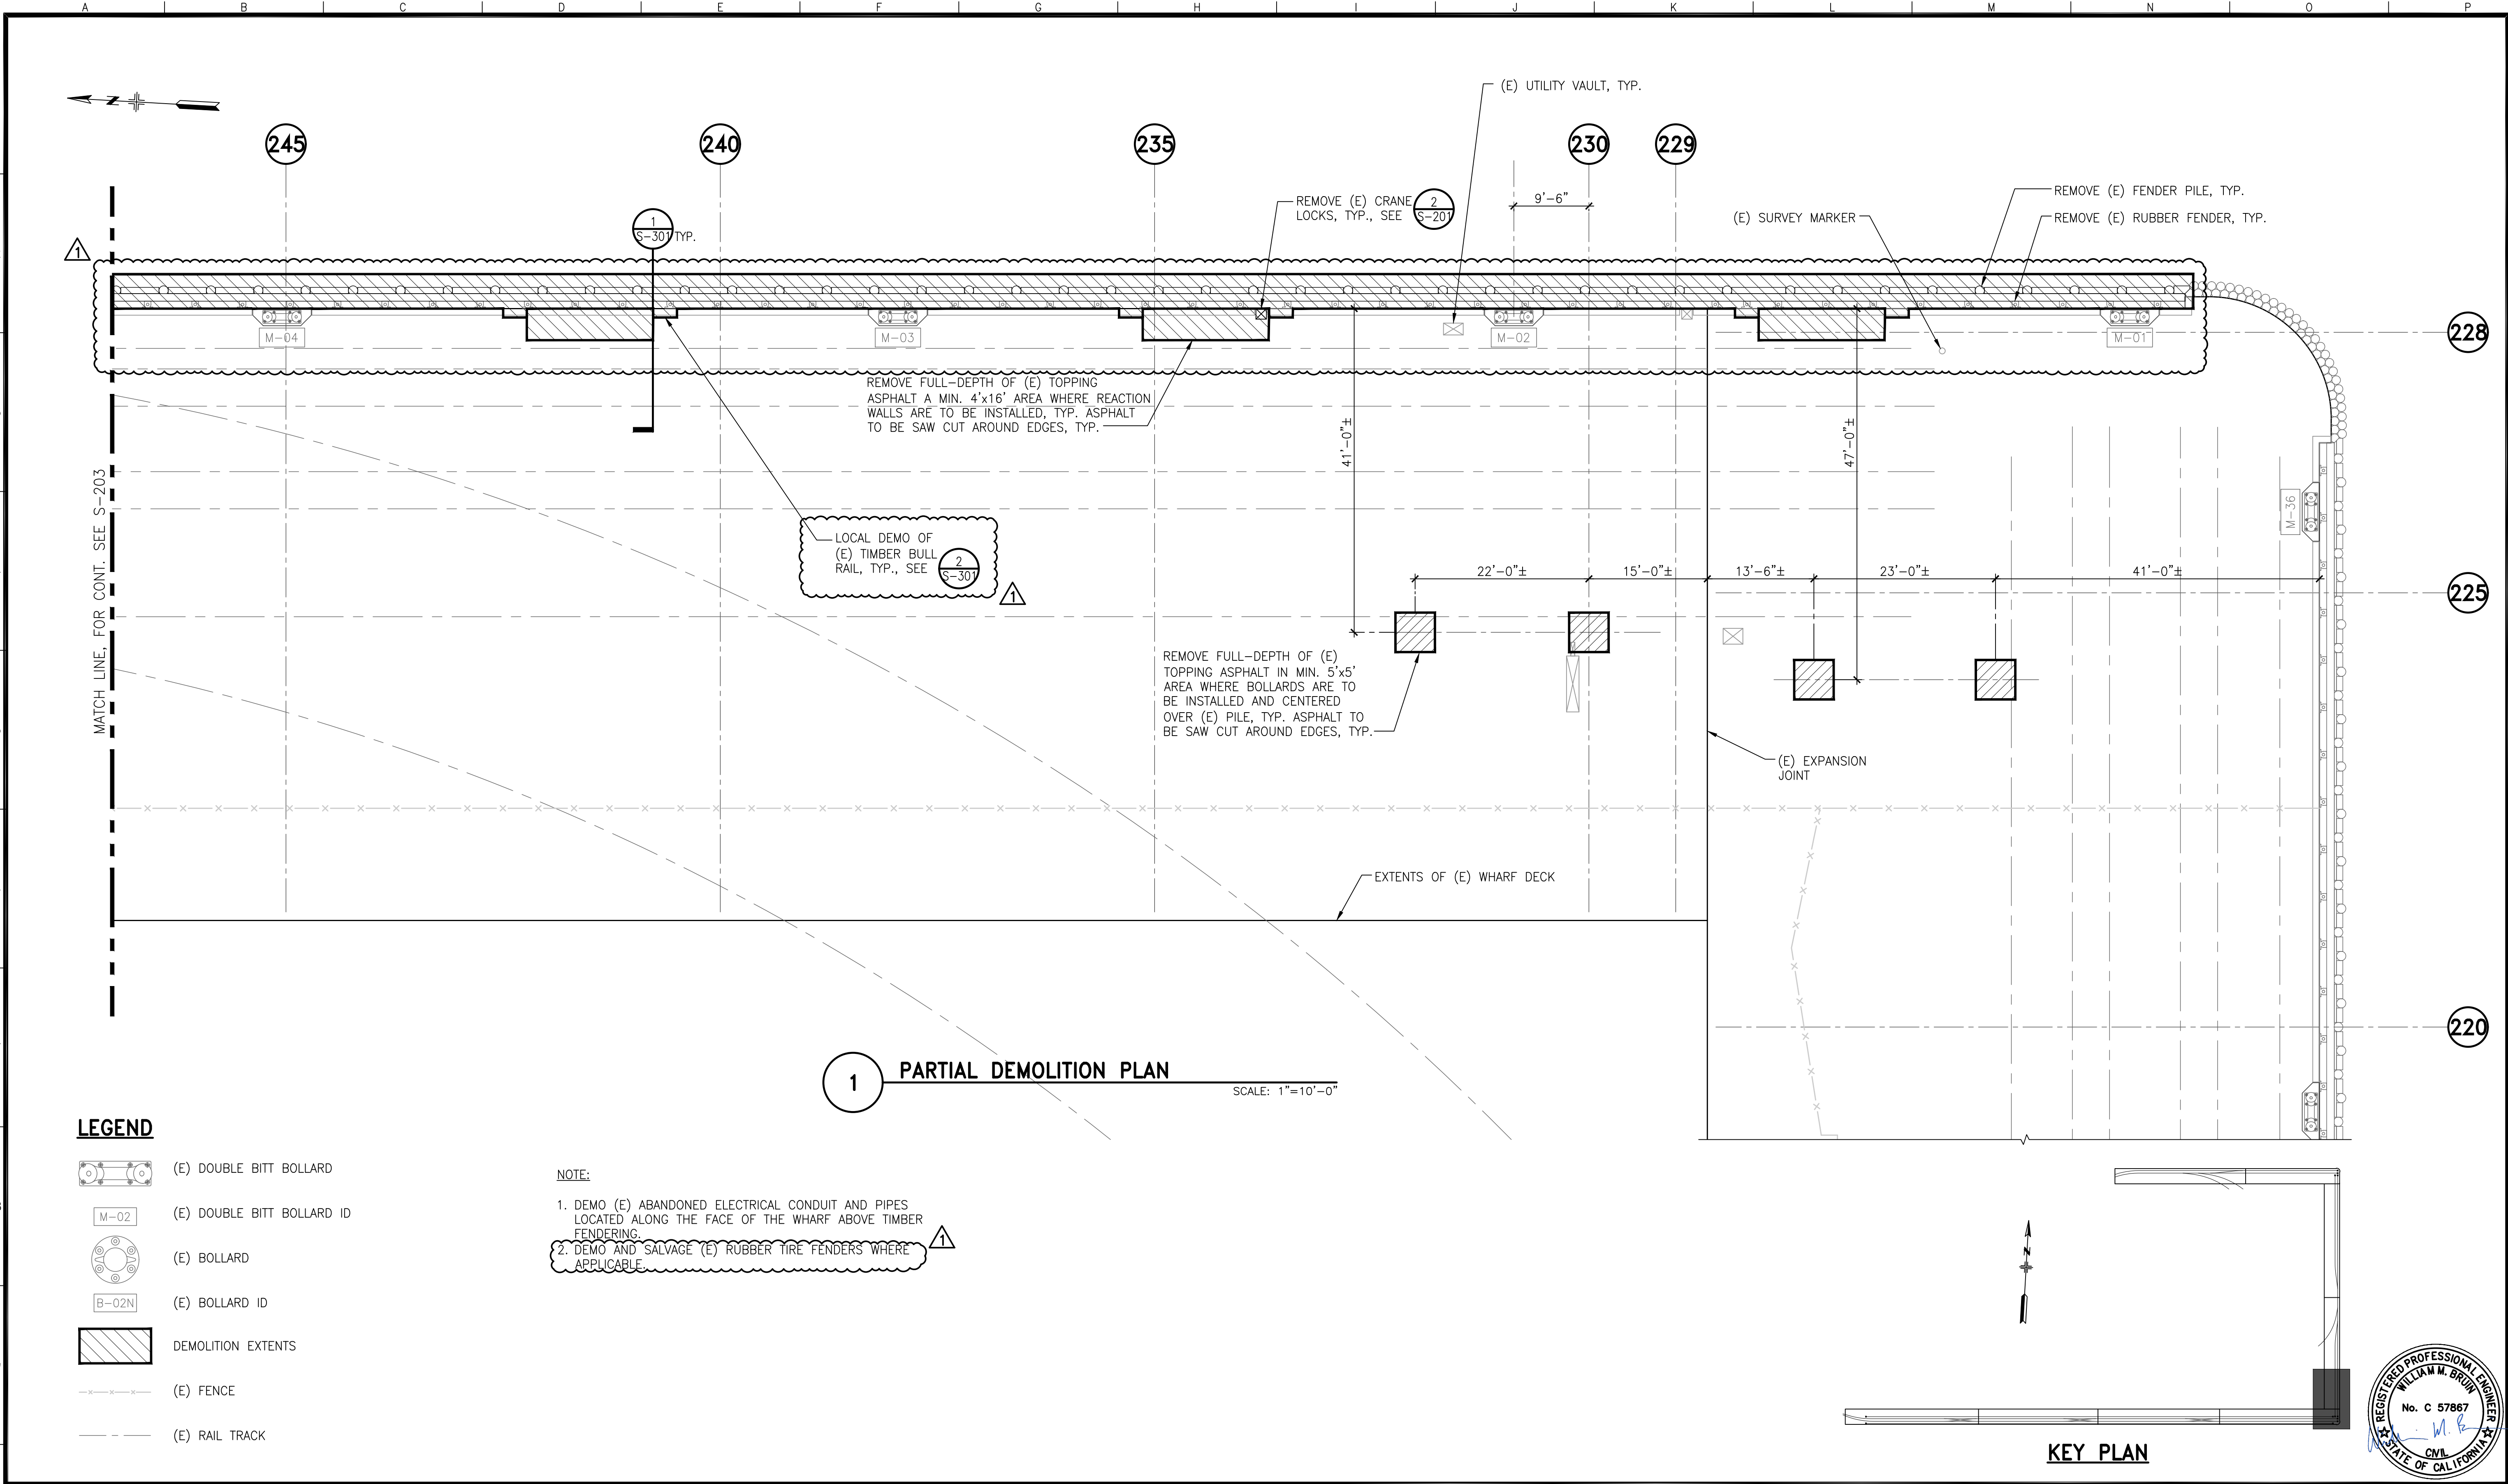 A B C D E F G H I J K L M N O P
N
(E) UTILITY VAULT, TYP.
245
240
235
230
229
1
1
S-301
TYP.
REMOVE (E) CRANE
LOCKS, TYP., SEE
2
S-201
9'-6"
(E) SURVEY MARKER
REMOVE (E) FENDER PILE, TYP.
REMOVE (E) RUBBER FENDER, TYP.
M-04
M-03
M-02
M-01
228
REMOVE FULL-DEPTH OF (E) TOPPING
ASPHALT A MIN. 4'x16' AREA WHERE REACTION
WALLS ARE TO BE INSTALLED, TYP. ASPHALT
TO BE SAW CUT AROUND EDGES, TYP.
41'-0"±
47'-0"±
MATCH LINE, FOR CONT. SEE S-203
M-36
LOCAL DEMO OF
(E) TIMBER BULL
RAIL, TYP., SEE
2
S-301
1
22'-0"±
15'-0"±
13'-6"±
23'-0"±
41'-0"±
225
REMOVE FULL-DEPTH OF (E)
TOPPING ASPHALT IN MIN. 5'x5'
AREA WHERE BOLLARDS ARE TO
BE INSTALLED AND CENTERED
OVER (E) PILE, TYP. ASPHALT TO
BE SAW CUT AROUND EDGES, TYP.
(E) EXPANSION
JOINT
EXTENTS OF (E) WHARF DECK
220
1
PARTIAL DEMOLITION PLAN
SCALE: 1"=10'-0"
LEGEND
(E) DOUBLE BITT BOLLARD
M-02
(E) DOUBLE BITT BOLLARD ID
(E) BOLLARD
B-02N
(E) BOLLARD ID
DEMOLITION EXTENTS
(E) FENCE
(E) RAIL TRACK
NOTE:
1. DEMO (E) ABANDONED ELECTRICAL CONDUIT AND PIPES
LOCATED ALONG THE FACE OF THE WHARF ABOVE TIMBER
FENDERING.
2. DEMO AND SALVAGE (E) RUBBER TIRE FENDERS WHERE
APPLICABLE.
1
N
KEY PLAN
REGISTERED PROFESSIONAL ENGINEER
WILLIAM M. BRUIN
No. C 57867
CIVIL
STATE OF CALIFORNIA